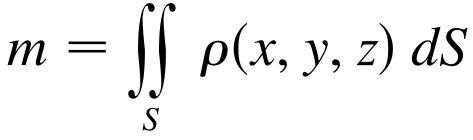 m = ∬_S ρ(x, y, z) dS